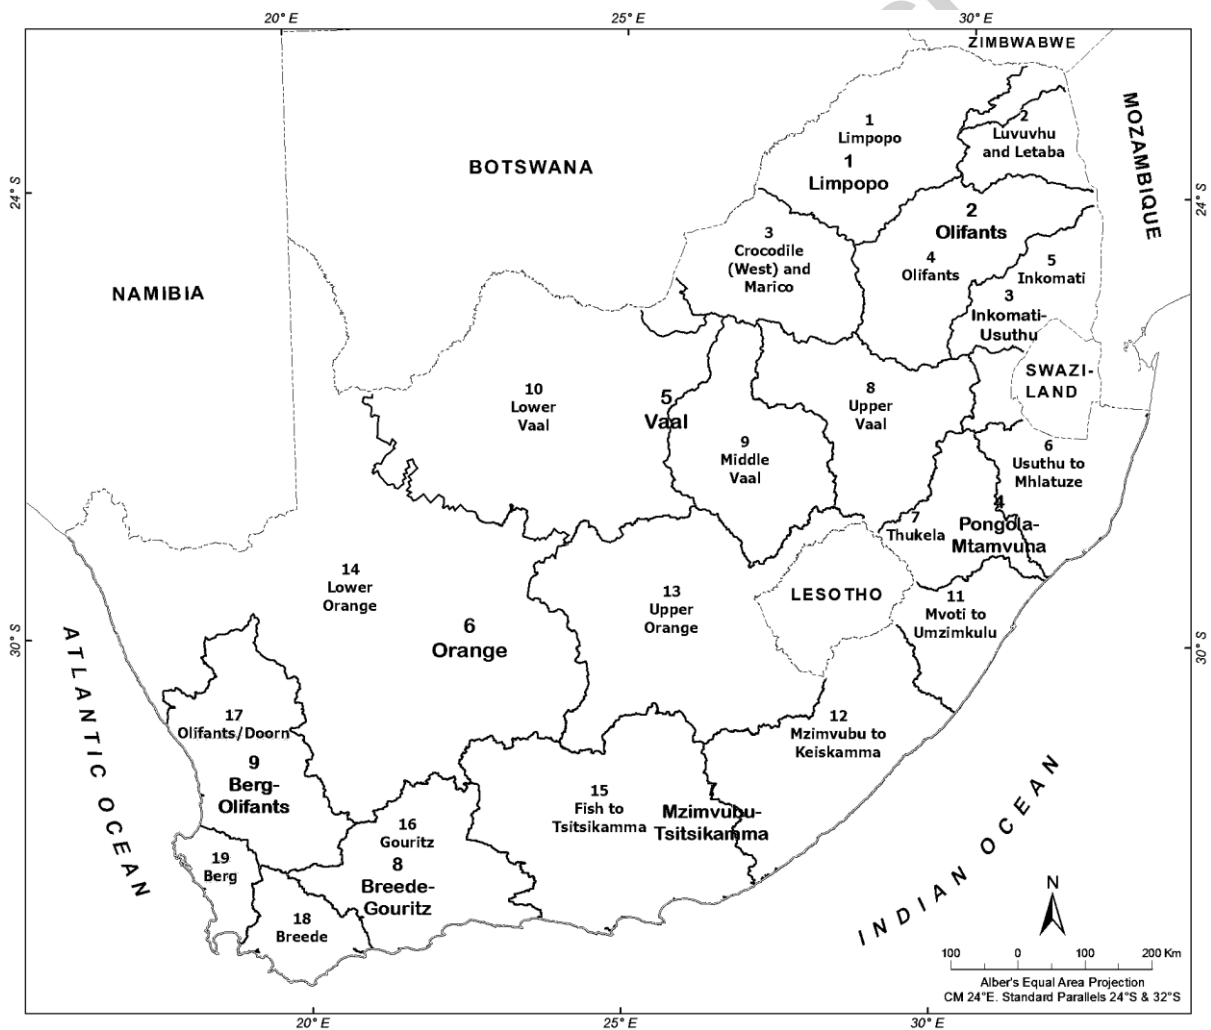 20° E
25° E
30° E
ZIMBWABWE
MOZAMBIQUE
1
Limpopo
2
Luvuvhu
and Letaba
BOTSWANA
1
Limpopo
24° S
24° S
2
Olifants
3
Crocodile
(West) and
Marico
4
Olifants
5
Inkomati
NAMIBIA
3
Inkomati-
Usuthu
SWAZI-
LAND
10
Lower
Vaal
5
Vaal
8
Upper
Vaal
9
Middle
Vaal
6
Usuthu to
Mhlatuze
4
Pongola-
Mtamvuna
7
Thukela
14
Lower
Orange
13
Upper
Orange
LESOTHO
11
Mvoti to
Umzimkulu
30° S
30° S
6
Orange
ATLANTIC OCEAN
17
Olifants/Doorn
12
Mzimvubu to
Keiskamma
9
Berg-
Olifants
15
Fish to
Tsitsikamma
Mzimvubu-
Tsitsikamma
16
Gouritz
8
Breede-
Gouritz
19
Berg
18
Breede
INDIAN OCEAN
N
100 0 100 200 Km
Alber's Equal Area Projection
CM 24°E. Standard Parallels 24°S & 32°S
20° E
25° E
30° E